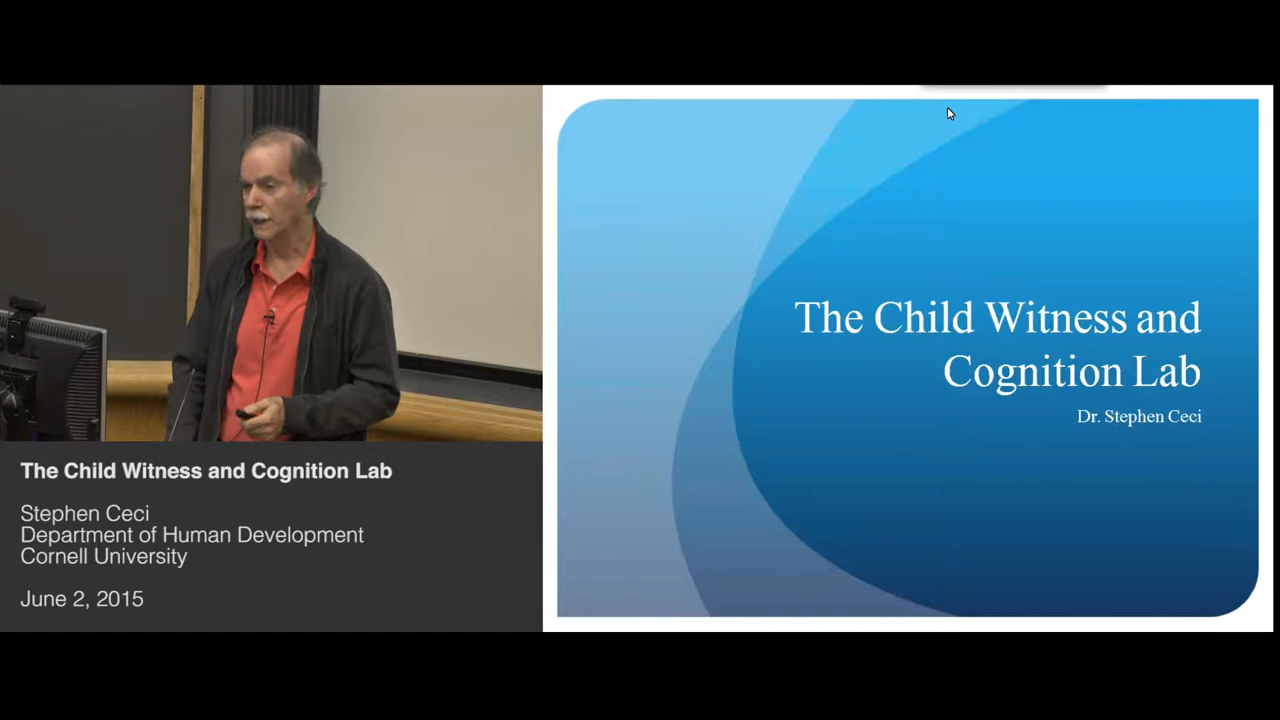 The Child Witness and
Cognition Lab
Dr. Stephen Ceci
The Child Witness and Cognition Lab
Stephen Ceci
Department of Human Development
Cornell University
June 2, 2015